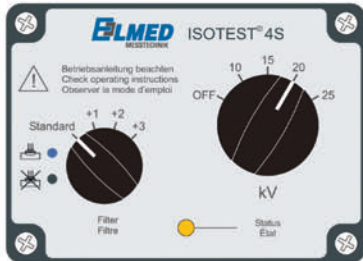 ELMED
MESSTECHNIK
ISOTEST® 4S
Betriebsanleitung beachten
Check operating instructions
Observer la mode d'emploi
OFF
10
15
20
25
kV
Standard
+1
+2
+3
Filter
Filtre
Status
État